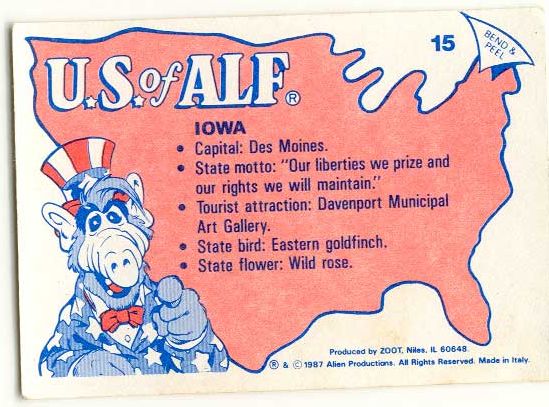 15
BEND &
PEEL
U.S. of ALF®
IOWA
• Capital: Des Moines.
• State motto: "Our liberties we prize and
our rights we will maintain."
• Tourist attraction: Davenport Municipal
Art Gallery.
• State bird: Eastern goldfinch.
• State flower: Wild rose.
Produced by ZOOT, Niles, IL 60648
® & © 1987 Alien Productions. All Rights Reserved. Made in Italy.